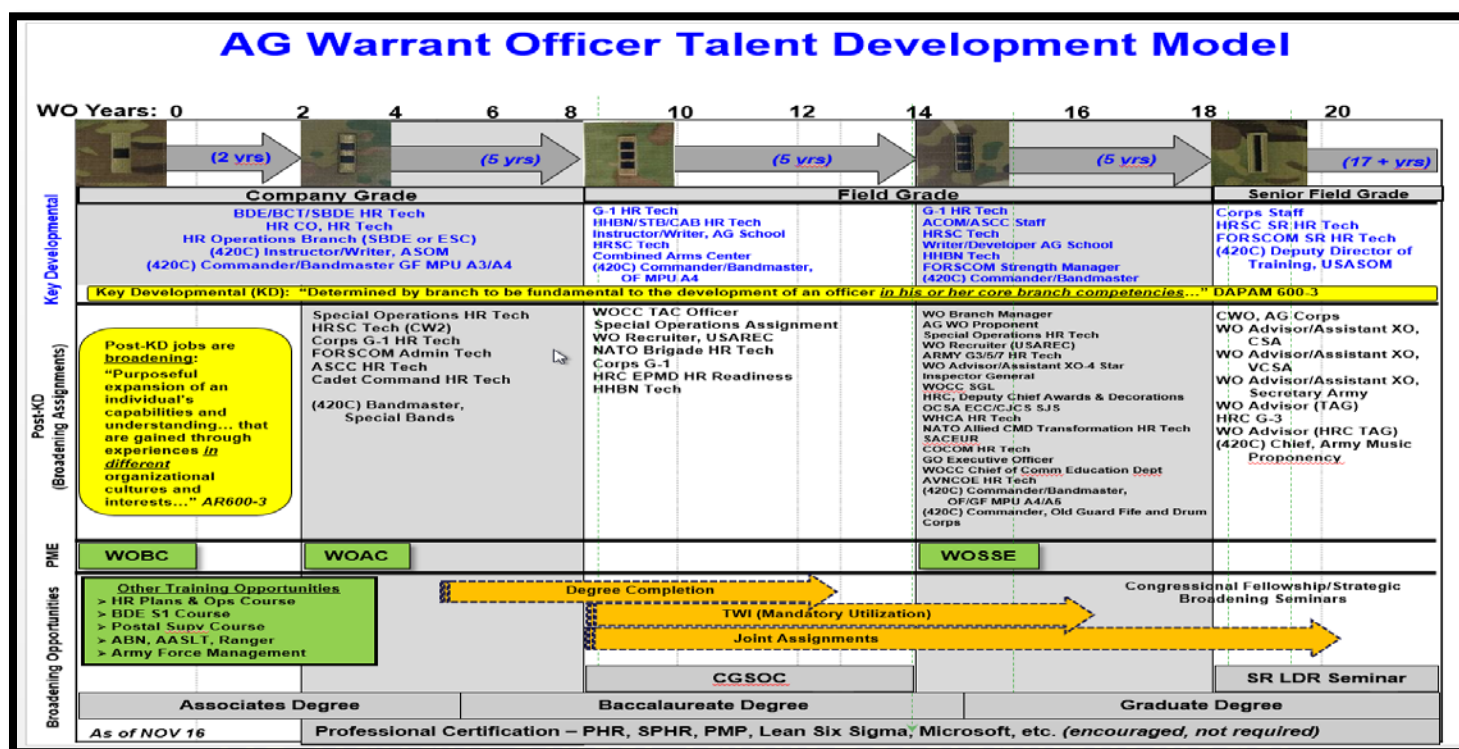 AG Warrant Officer Talent Development Model
WO Years: 0 2 4 6 8 10 12 14 16 18 20
(2 yrs) (5 yrs) (5 yrs) (5 yrs) (17 + yrs)
Company Grade
Field Grade
Senior Field Grade
Key Developmental
BDE/BCT/SBDE HR Tech
HR CO, HR Tech
HR Operations Branch (SBDE or ESC)
(420C) Instructor/Writer, ASOM
(420C) Commander/Bandmaster GF MPU A3/A4
G-1 HR Tech
HHBN/STB/CAB HR Tech
Instructor/Writer, AG School
HRSC Tech
Combined Arms Center
(420C) Commander/Bandmaster,
OF MPU A4
G-1 HR Tech
ACOM/ASCC Staff
HRSC Tech
Writer/Developer AG School
HHBN Tech
FORSCOM Strength Manager
(420C) Commander/Bandmaster
Corps Staff
HRSC SR HR Tech
FORSCOM SR HR Tech
(420C) Deputy Director of
Training, USASOM
Key Developmental (KD): “Determined by branch to be fundamental to the development of an officer in his or her core branch competencies…” DAPAM 600-3
Post-KD
(Broadening Assignments)
Post-KD jobs are
broadening:
“Purposeful
expansion of an
individual's
capabilities and
understanding… that
are gained through
experiences in
different
organizational
cultures and
interests…” AR600-3
Special Operations HR Tech
HRSC Tech (CW2)
Corps G-1 HR Tech
FORSCOM Admin Tech
ASCC HR Tech
Cadet Command HR Tech
(420C) Bandmaster,
Special Bands
WOCC TAC Officer
Special Operations Assignment
WO Recruiter, USAREC
NATO Brigade HR Tech
Corps G-1
HRC EPMD HR Readiness
HHBN Tech
WO Branch Manager
AG WO Proponent
Special Operations HR Tech
WO Recruiter (USAREC)
ARMY G3/5/7 HR Tech
WO Advisor/Assistant XO-4 Star
Inspector General
WOCC SGL
HRC, Deputy Chief Awards & Decorations
OCSA ECC/CJCS SJS
WHCA HR Tech
NATO Allied CMD Transformation HR Tech
SACEUR
COCOM HR Tech
GO Executive Officer
WOCC Chief of Comm Education Dept
AVNCOE HR Tech
(420C) Commander/Bandmaster,
OF/GF MPU A4/A5
(420C) Commander, Old Guard Fife and Drum
Corps
CWO, AG Corps
WO Advisor/Assistant XO,
CSA
WO Advisor/Assistant XO,
VCSA
WO Advisor/Assistant XO,
Secretary Army
WO Advisor (TAG)
HRC G-3
WO Advisor (HRC TAG)
(420C) Chief, Army Music
Proponency
PME
WOBC
WOAC
WOSSE
Broadening Opportunities
Other Training Opportunities
➢ HR Plans & Ops Course
➢ BDE S1 Course
➢ Postal Supv Course
➢ ABN, AASLT, Ranger
➢ Army Force Management
Degree Completion
TWI (Mandatory Utilization)
Joint Assignments
Congressional Fellowship/Strategic
Broadening Seminars
CGSOC
SR LDR Seminar
Associates Degree
Baccalaureate Degree
Graduate Degree
As of NOV 16
Professional Certification – PHR, SPHR, PMP, Lean Six Sigma, Microsoft, etc. (encouraged, not required)